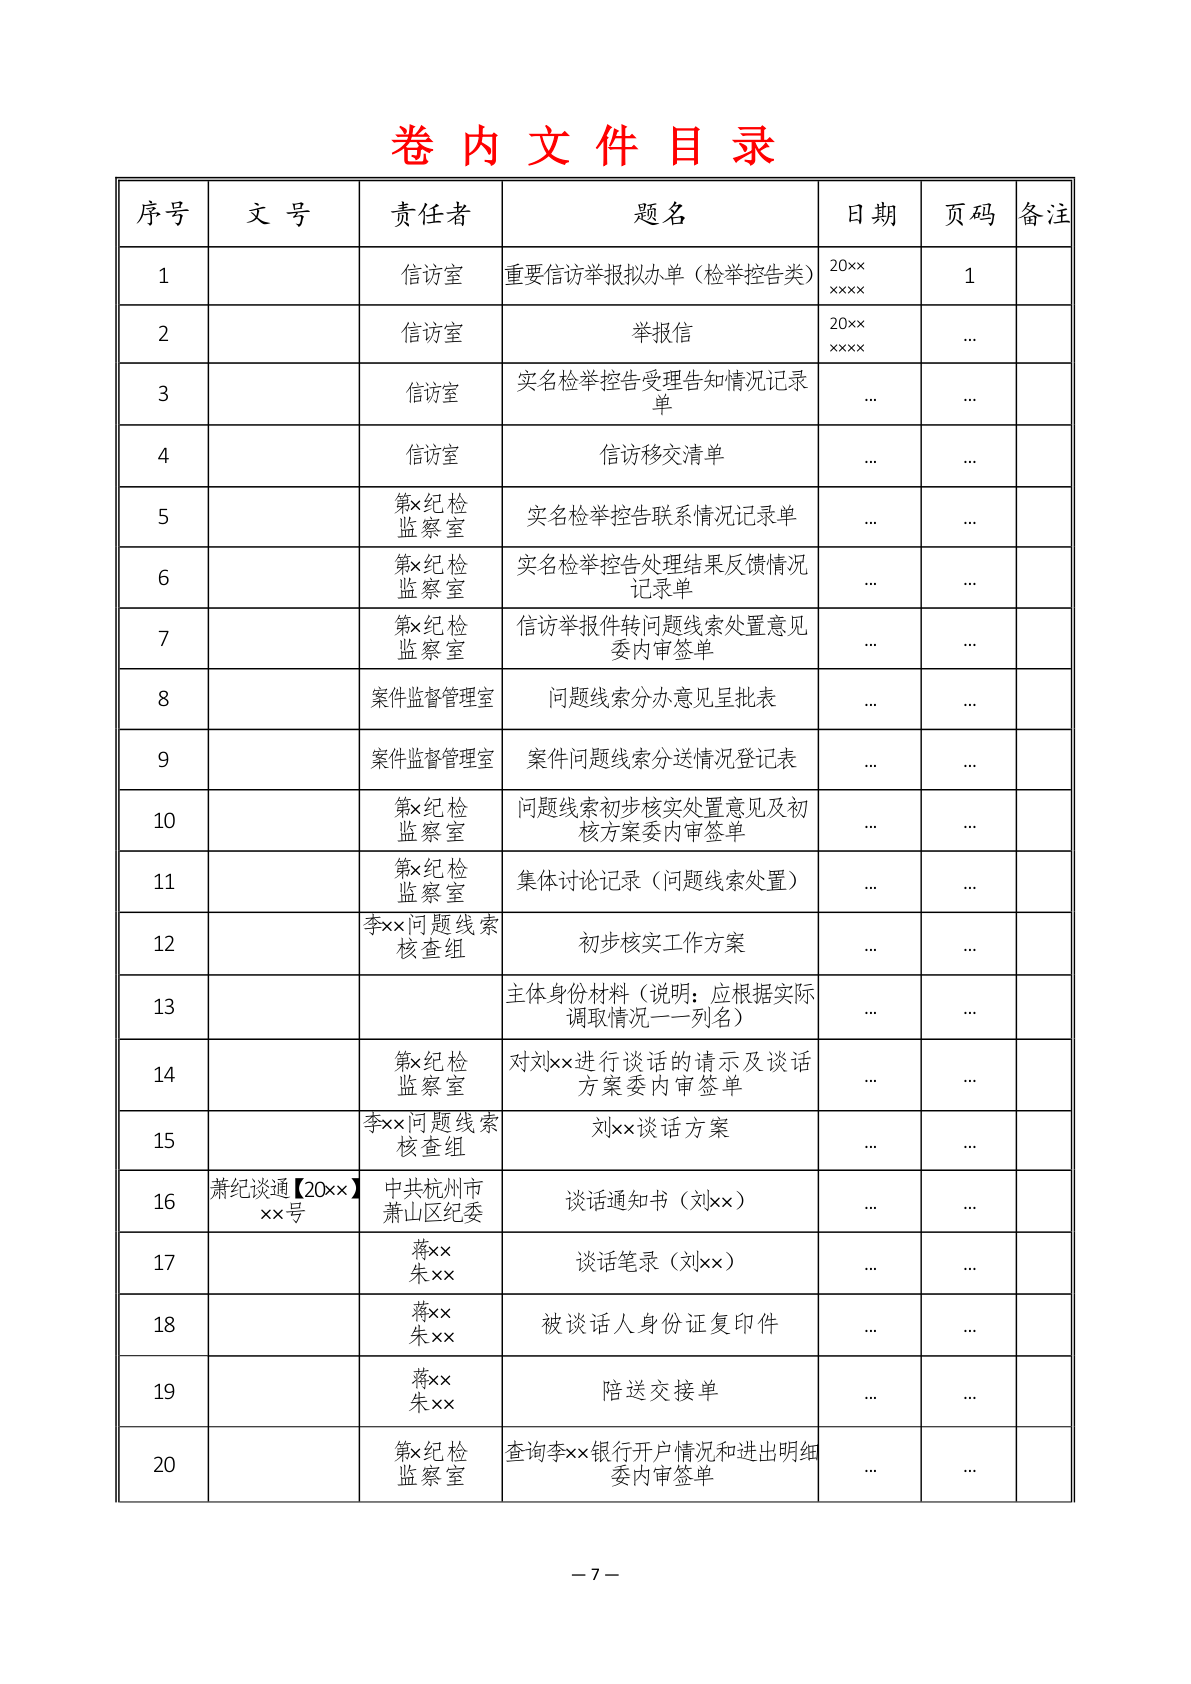 卷 内 文 件 目 录
序号 文 号 责任者 题名 日期 页码 备注
1 信访室 重要信访举报拟办单（检举控告类） 20×× 1
××××
2 信访室 举报信 20×× ...
××××
3 信访室 实名检举控告受理告知情况记录 ... ...
单
4 信访室 信访移交清单 ... ...
5 第×纪检 实名检举控告联系情况记录单 ... ...
监察室
6 第×纪检 实名检举控告处理结果反馈情况 ... ...
监察室 记录单
7 第×纪检 信访举报件转问题线索处置意见 ... ...
监察室 委内审签单
8 案件监督管理室 问题线索分办意见呈批表 ... ...
9 案件监督管理室 案件问题线索分送情况登记表 ... ...
10 第×纪检 问题线索初步核实处置意见及初 ... ...
监察室 核方案委内审签单
11 第×纪检 集体讨论记录（问题线索处置） ... ...
监察室
12 李××问题线索 初步核实工作方案 ... ...
核查组
13 主体身份材料（说明：应根据实际 ... ...
调取情况一一列名）
14 第×纪检 对刘××进行谈话的请示及谈话 ... ...
监察室 方案委内审签单
15 李××问题线索 刘××谈话方案 ... ...
核查组
16 萧纪谈通【20××】 中共杭州市 谈话通知书（刘××） ... ...
××号 萧山区纪委
17 蒋×× 谈话笔录（刘××） ... ...
朱××
18 蒋×× 被谈话人身份证复印件 ... ...
朱××
19 蒋×× 陪送交接单 ... ...
朱××
20 第×纪检 查询李××银行开户情况和进出明细 ... ...
监察室 委内审签单
— 7 —